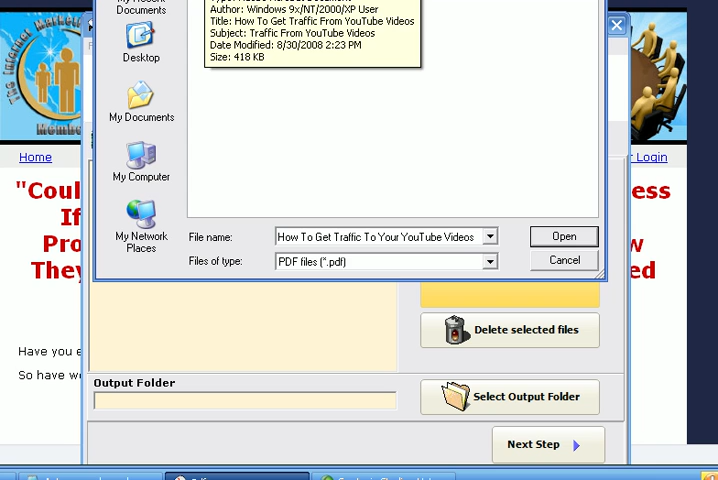 Documents
Desktop
My Documents
My Computer
My Network
Places
Author: Windows 9x/NT/2000/XP User
Title: How To Get Traffic From YouTube Videos
Subject: Traffic From YouTube Videos
Date Modified: 8/30/2008 2:23 PM
Size: 418 KB
File name:
How To Get Traffic To Your YouTube Videos
Open
Files of type:
PDF files (*.pdf)
Cancel
The Internet
Home
Login
"Coul
ess
If
Pro
w
They
ed
Have you e
So have we
Delete selected files
Output Folder
Select Output Folder
Next Step